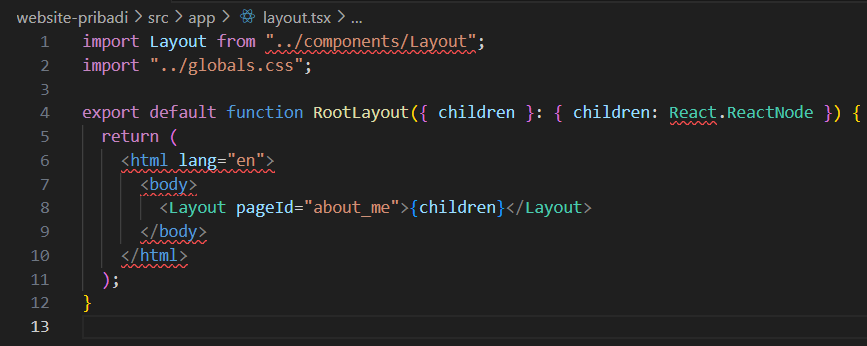 website-pribadi > src > app > layout.tsx > ...
1 import Layout from "../components/Layout";
2 import "../globals.css";
3
4 export default function RootLayout({ children }: { children: React.ReactNode }) {
5   return (
6     <html lang="en">
7       <body>
8         <Layout pageId="about_me">{children}</Layout>
9       </body>
10     </html>
11   );
12 }
13